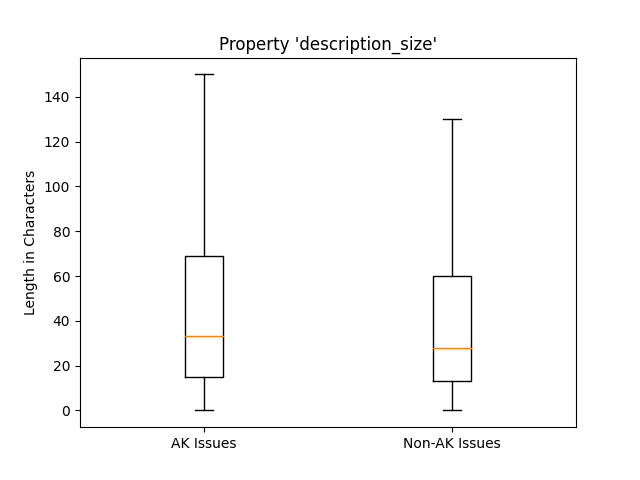 Property 'description_size'
Length in Characters
140
120
100
80
60
40
20
0
AK Issues
Non-AK Issues